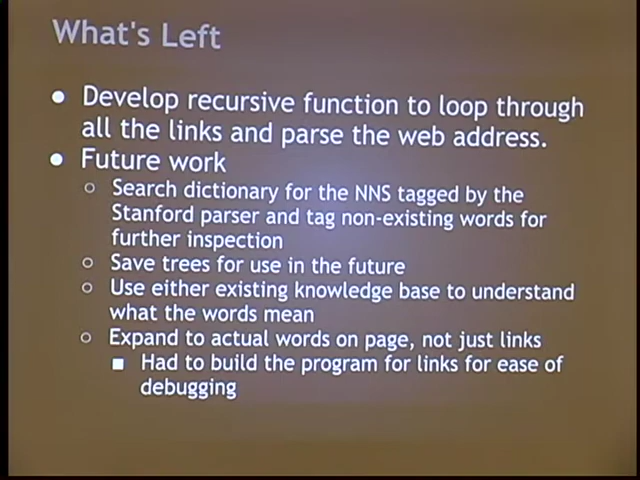 What's Left
• Develop recursive function to loop through
all the links and parse the web address.
• Future work
○ Search dictionary for the NNS tagged by the
Stanford parser and tag non-existing words for
further inspection
○ Save trees for use in the future
○ Use either existing knowledge base to understand
what the words mean
○ Expand to actual words on page, not just links
■ Had to build the program for links for ease of
debugging